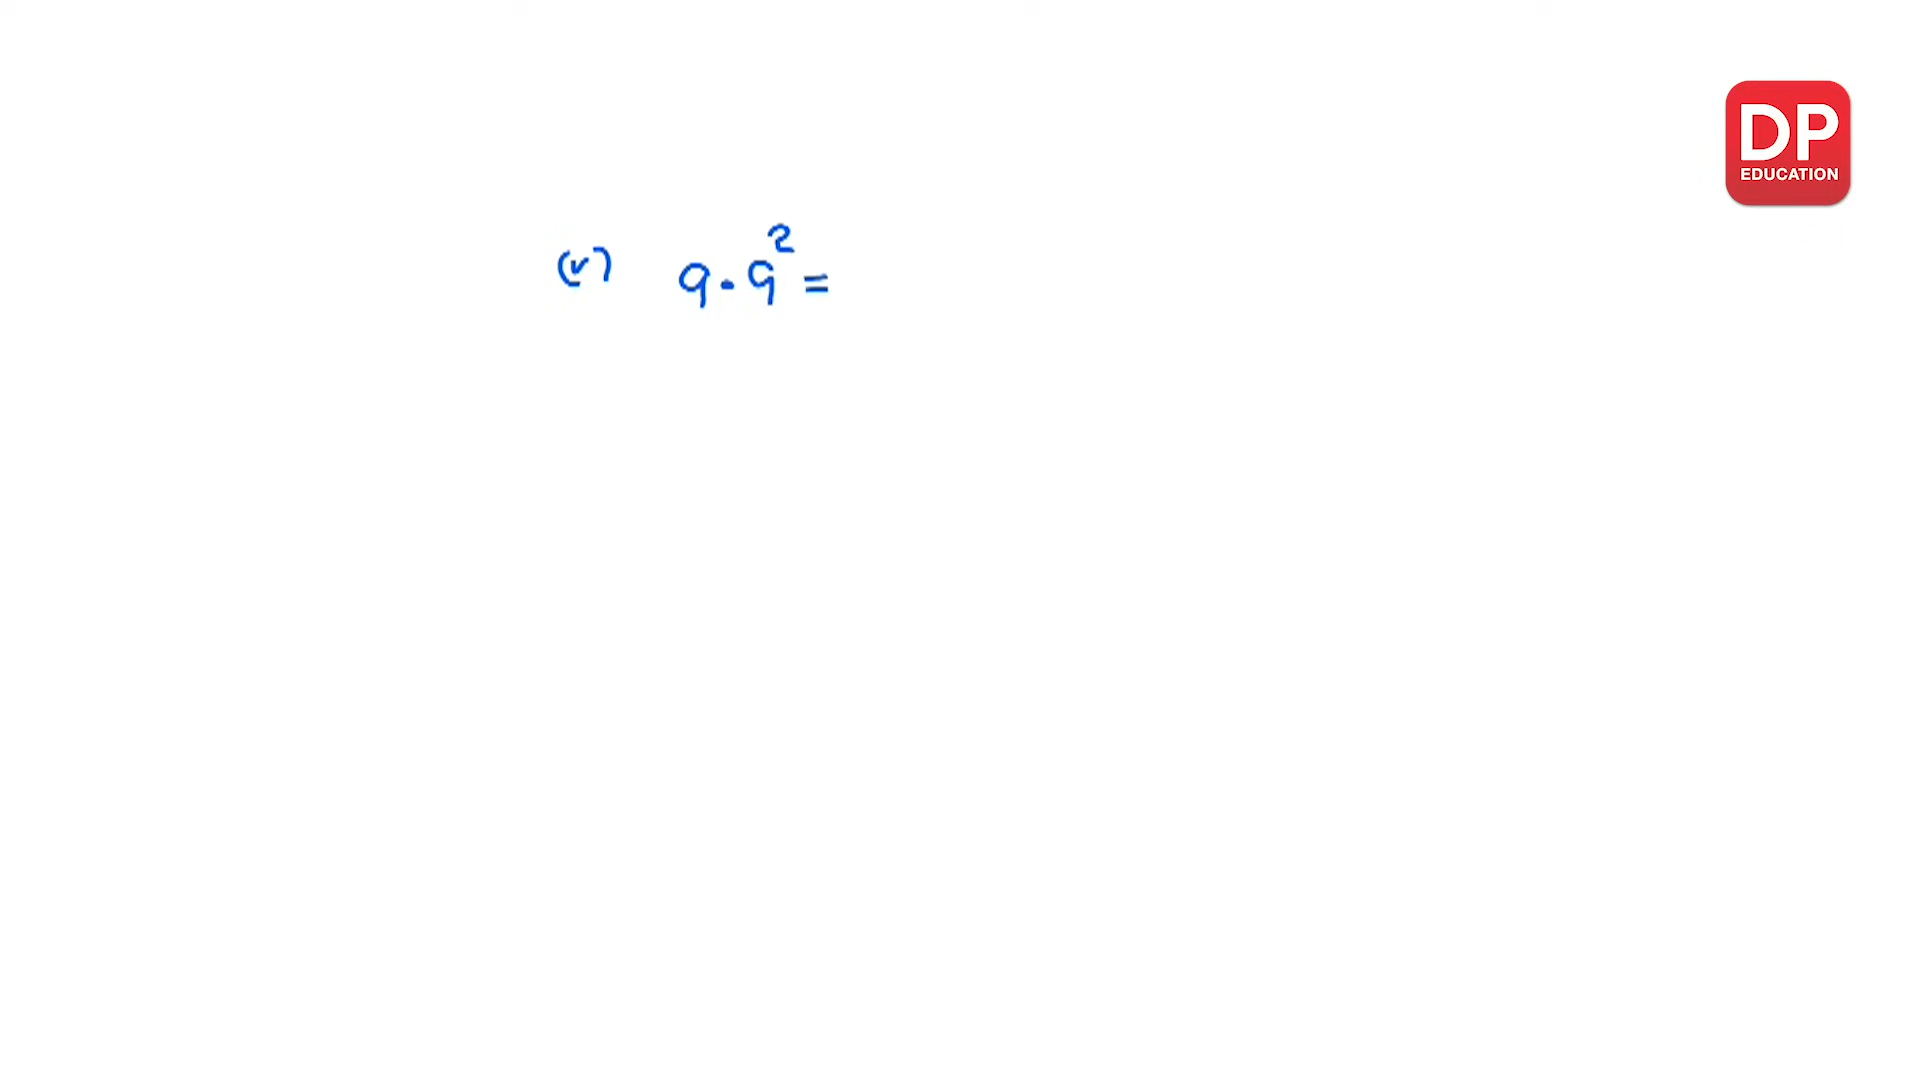 DP
EDUCATION
(v) 9 · 9² =